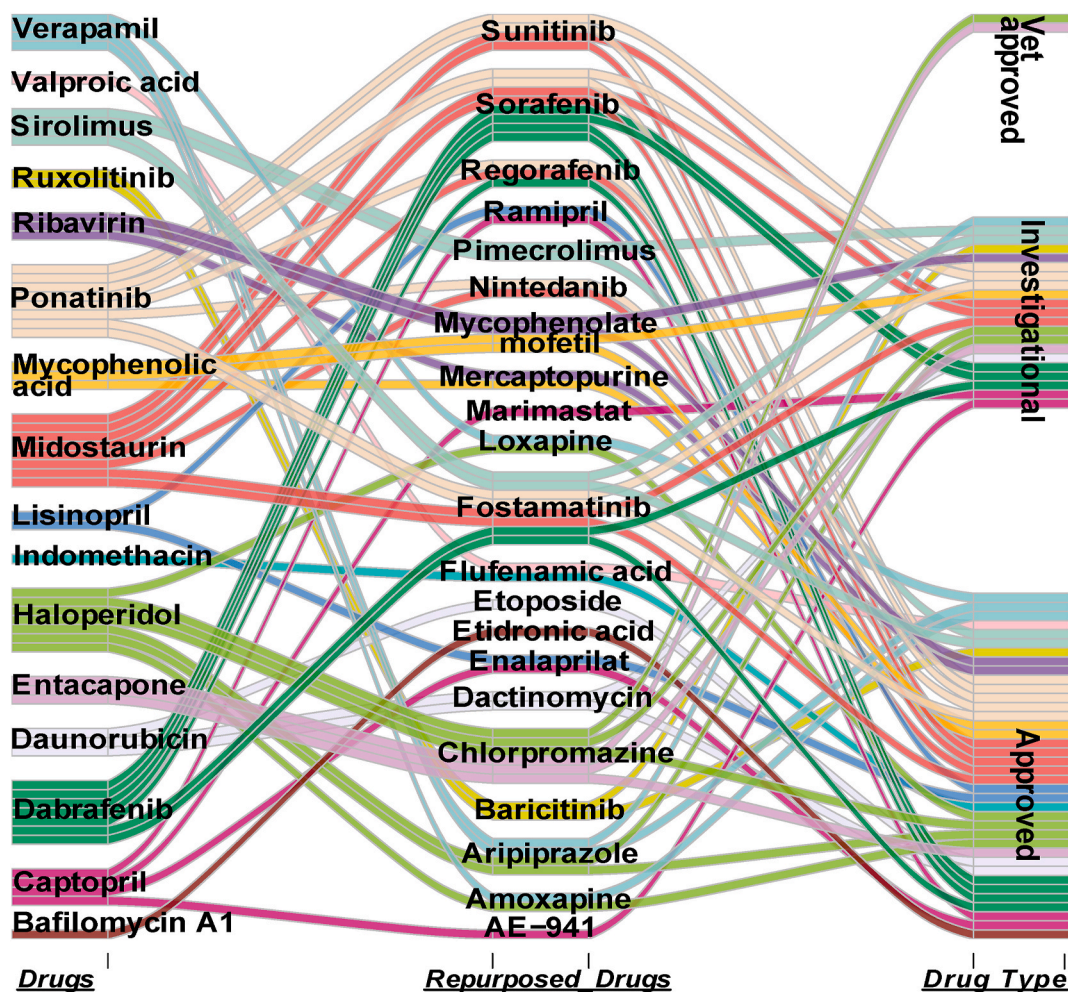 Verapamil
Valproic acid
Sirolimus
Ruxolitinib
Ribavirin
Ponatinib
Mycophenolic
acid
Midostaurin
Lisinopril
Indomethacin
Haloperidol
Entacapone
Daunorubicin
Dabrafenib
Captopril
Bafilomycin A1
Drugs
Sunitinib
Sorafenib
Regorafenib
Ramipril
Pimecrolimus
Nintedanib
Mycophenolate
mofetil
Mercaptopurine
Marimastat
Loxapine
Fostamatinib
Flufenamic acid
Etoposide
Etidronic acid
Enalaprilat
Dactinomycin
Chlorpromazine
Baricitinib
Aripiprazole
Amoxapine
AE−941
Repurposed_Drugs
Vet
approved
Investigational
Approved
Drug_Type